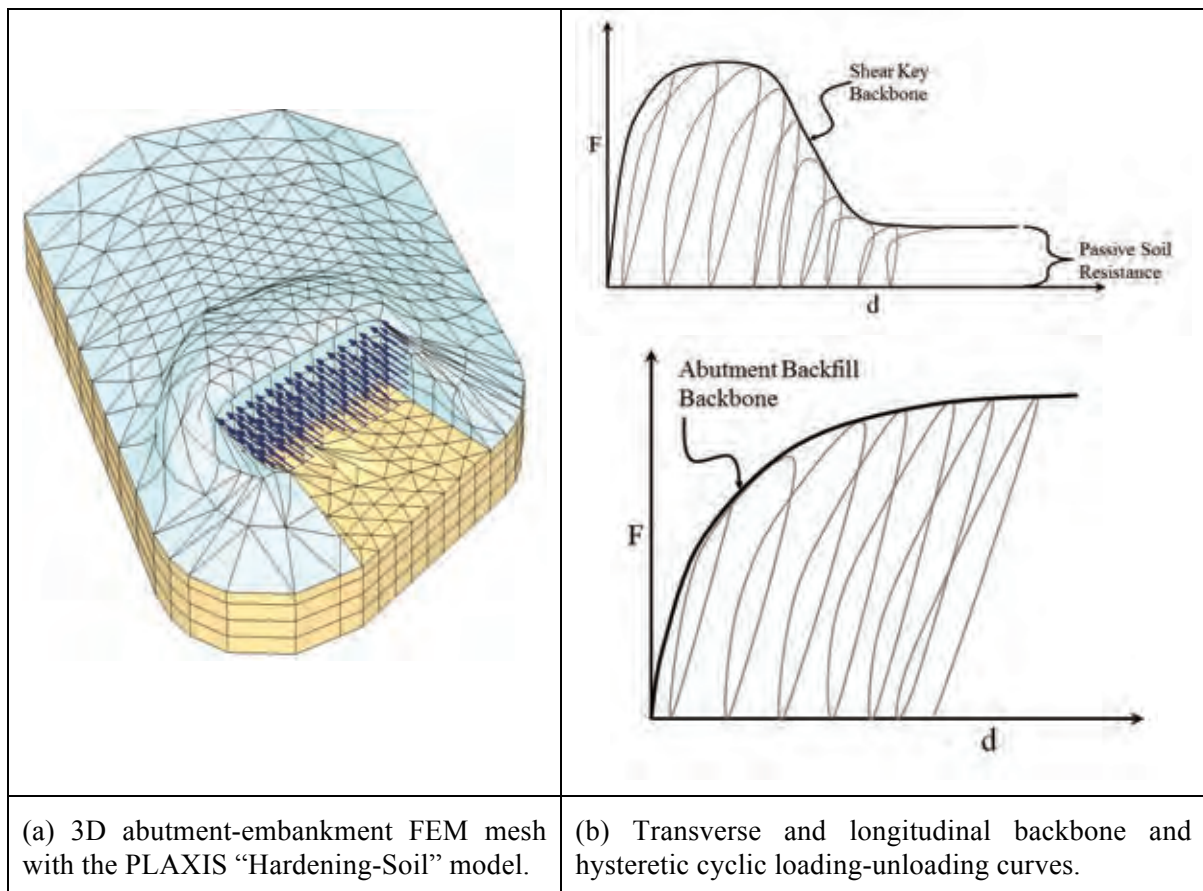 Shear Key
Backbone
F
Passive Soil
Resistance
d
Abutment Backfill
Backbone
F
d
(a) 3D abutment-embankment FEM mesh
with the PLAXIS “Hardening-Soil” model.
(b) Transverse and longitudinal backbone and
hysteretic cyclic loading-unloading curves.